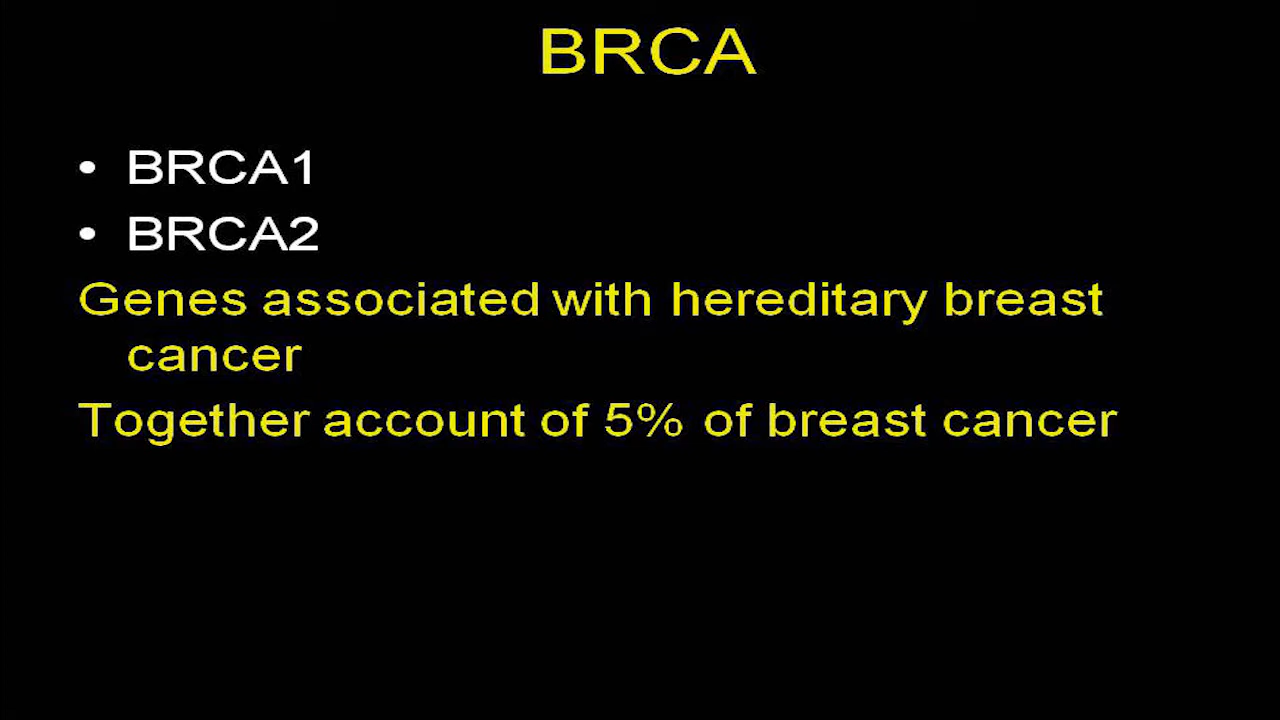 BRCA
• BRCA1
• BRCA2
Genes associated with hereditary breast
cancer
Together account of 5% of breast cancer